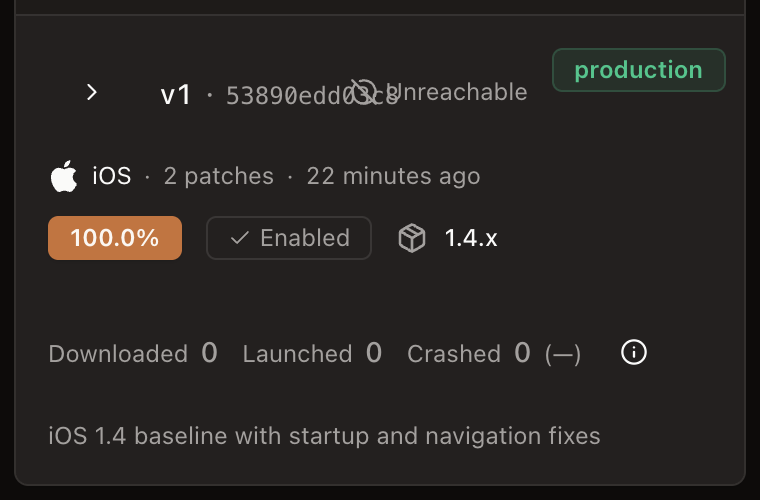 production
v1 · 53890edd03c8 Unreachable
iOS · 2 patches · 22 minutes ago
100.0% Enabled 1.4.x
Downloaded 0 Launched 0 Crashed 0 (—)
iOS 1.4 baseline with startup and navigation fixes